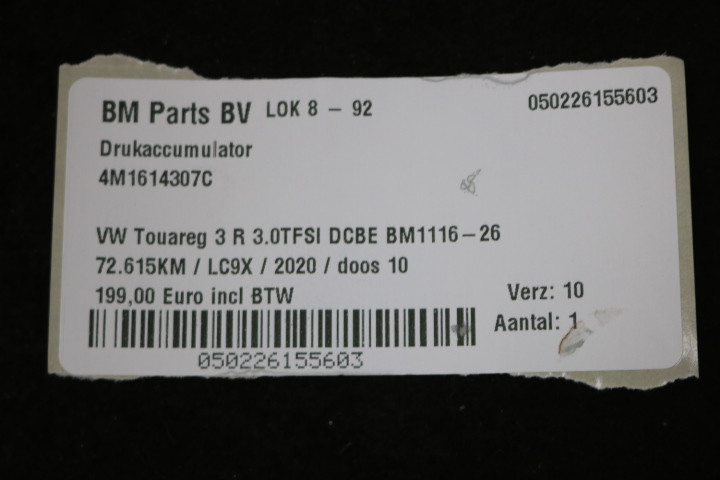 BM Parts BV LOK 8 - 92 050226155603
Drukaccumulator
4M1614307C
VW Touareg 3 R 3.0TFSI DCBE BM1116-26
72.615KM / LC9X / 2020 / doos 10
199,00 Euro incl BTW Verz: 10
Aantal: 1
050226155603